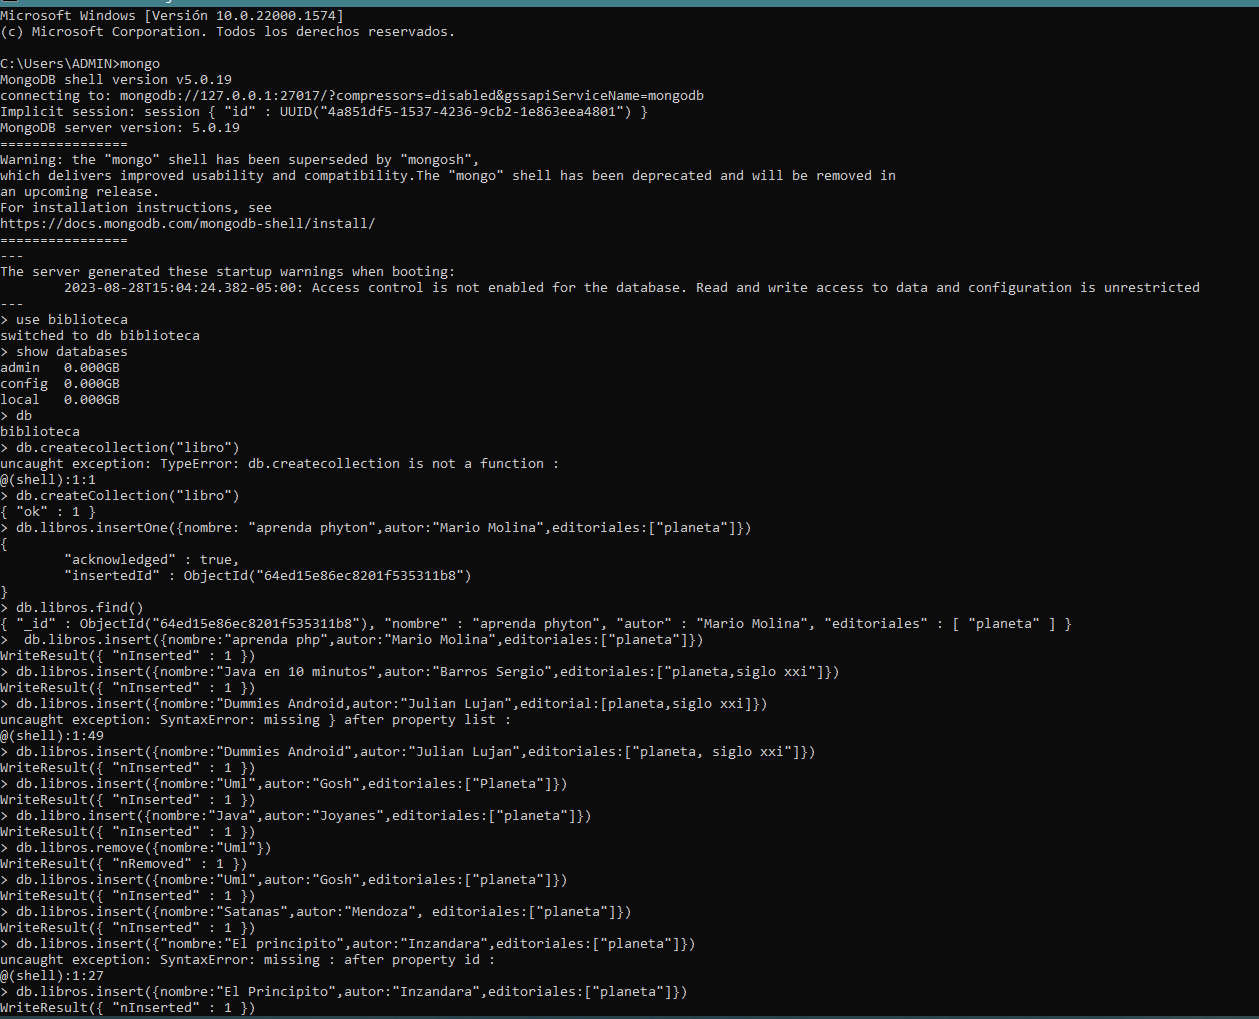 Microsoft Windows [Versión 10.0.22000.1574]
(c) Microsoft Corporation. Todos los derechos reservados.
C:\Users\ADMIN>mongo
MongoDB shell version v5.0.19
connecting to: mongodb://127.0.0.1:27017/?compressors=disabled&gssapiServiceName=mongodb
Implicit session: session { "id" : UUID("4a851df5-1537-4236-9cb2-1e863eea4801") }
MongoDB server version: 5.0.19
================
Warning: the "mongo" shell has been superseded by "mongosh",
which delivers improved usability and compatibility.The "mongo" shell has been deprecated and will be removed in
an upcoming release.
For installation instructions, see
https://docs.mongodb.com/mongodb-shell/install/
================
---
The server generated these startup warnings when booting:
        2023-08-28T15:04:24.382-05:00: Access control is not enabled for the database. Read and write access to data and configuration is unrestricted
---
> use biblioteca
switched to db biblioteca
> show databases
admin   0.000GB
config  0.000GB
local   0.000GB
> db
biblioteca
> db.createcollection("libro")
uncaught exception: TypeError: db.createcollection is not a function :
@(shell):1:1
> db.createCollection("libro")
{ "ok" : 1 }
> db.libros.insertOne({nombre: "aprenda phyton",autor:"Mario Molina",editoriales:["planeta"]})
{
        "acknowledged" : true,
        "insertedId" : ObjectId("64ed15e86ec8201f535311b8")
}
> db.libros.find()
{ "_id" : ObjectId("64ed15e86ec8201f535311b8"), "nombre" : "aprenda phyton", "autor" : "Mario Molina", "editoriales" : [ "planeta" ] }
>  db.libros.insert({nombre:"aprenda php",autor:"Mario Molina",editoriales:["planeta"]})
WriteResult({ "nInserted" : 1 })
> db.libros.insert({nombre:"Java en 10 minutos",autor:"Barros Sergio",editoriales:["planeta,siglo xxi"]})
WriteResult({ "nInserted" : 1 })
> db.libros.insert({nombre:"Dummies Android,autor:"Julian Lujan",editorial:[planeta,siglo xxi]})
uncaught exception: SyntaxError: missing } after property list :
@(shell):1:49
> db.libros.insert({nombre:"Dummies Android",autor:"Julian Lujan",editoriales:["planeta, siglo xxi"]})
WriteResult({ "nInserted" : 1 })
> db.libros.insert({nombre:"Uml",autor:"Gosh",editoriales:["Planeta"]})
WriteResult({ "nInserted" : 1 })
> db.libro.insert({nombre:"Java",autor:"Joyanes",editoriales:["planeta"]})
WriteResult({ "nInserted" : 1 })
> db.libros.remove({nombre:"Uml"})
WriteResult({ "nRemoved" : 1 })
> db.libros.insert({nombre:"Uml",autor:"Gosh",editoriales:["planeta"]})
WriteResult({ "nInserted" : 1 })
> db.libros.insert({nombre:"Satanas",autor:"Mendoza", editoriales:["planeta"]})
WriteResult({ "nInserted" : 1 })
> db.libros.insert({"nombre:"El principito",autor:"Inzandara",editoriales:["planeta"]})
uncaught exception: SyntaxError: missing : after property id :
@(shell):1:27
> db.libros.insert({nombre:"El Principito",autor:"Inzandara",editoriales:["planeta"]})
WriteResult({ "nInserted" : 1 })